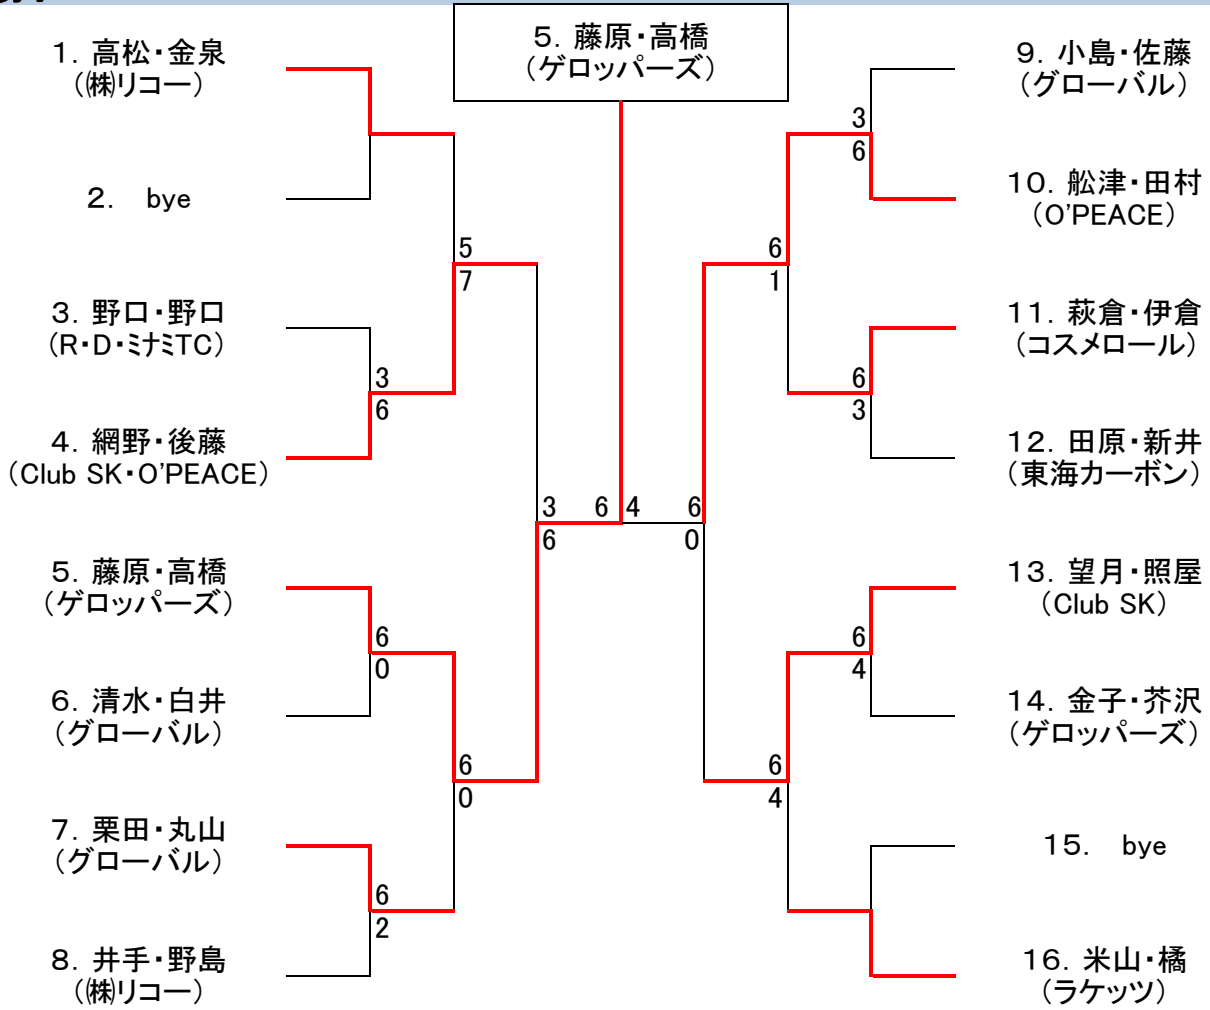 5．藤原・高橋
（ゲロッパーズ）
1．高松・金泉
（㈱リコー）
2．　bye
3．野口・野口
（R・D・ﾐﾅﾐTC）
4．網野・後藤
（Club SK・O'PEACE）
5．藤原・高橋
（ゲロッパーズ）
6．清水・白井
（グローバル）
7．栗田・丸山
（グローバル）
8．井手・野島
（㈱リコー）
5
7
3
6
6
0
6
0
6
2
3
6
6 4
6
0
3
6
6
1
6
3
6
4
6
4
9．小島・佐藤
（グローバル）
10．舩津・田村
（O'PEACE）
11．萩倉・伊倉
（コスメロール）
12．田原・新井
（東海カーボン）
13．望月・照屋
（Club SK）
14．金子・芥沢
（ゲロッパーズ）
15．　bye
16．米山・橘
（ラケッツ）